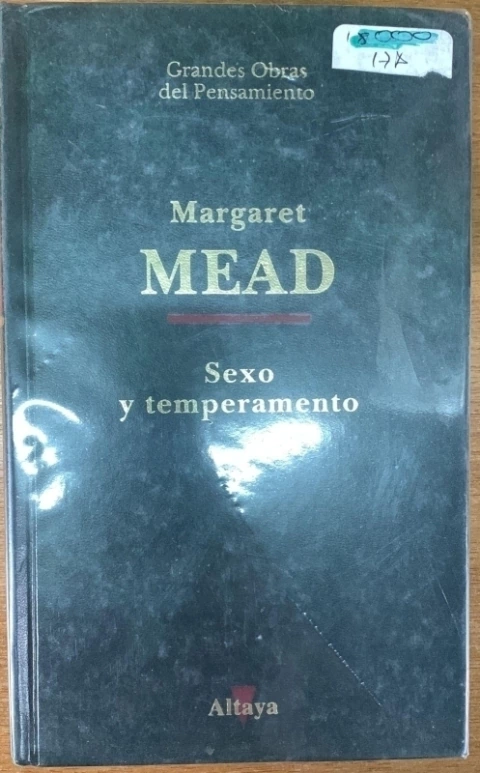 Grandes Obras
del Pensamiento
Margaret
MEAD
Sexo
y temperamento
Altaya